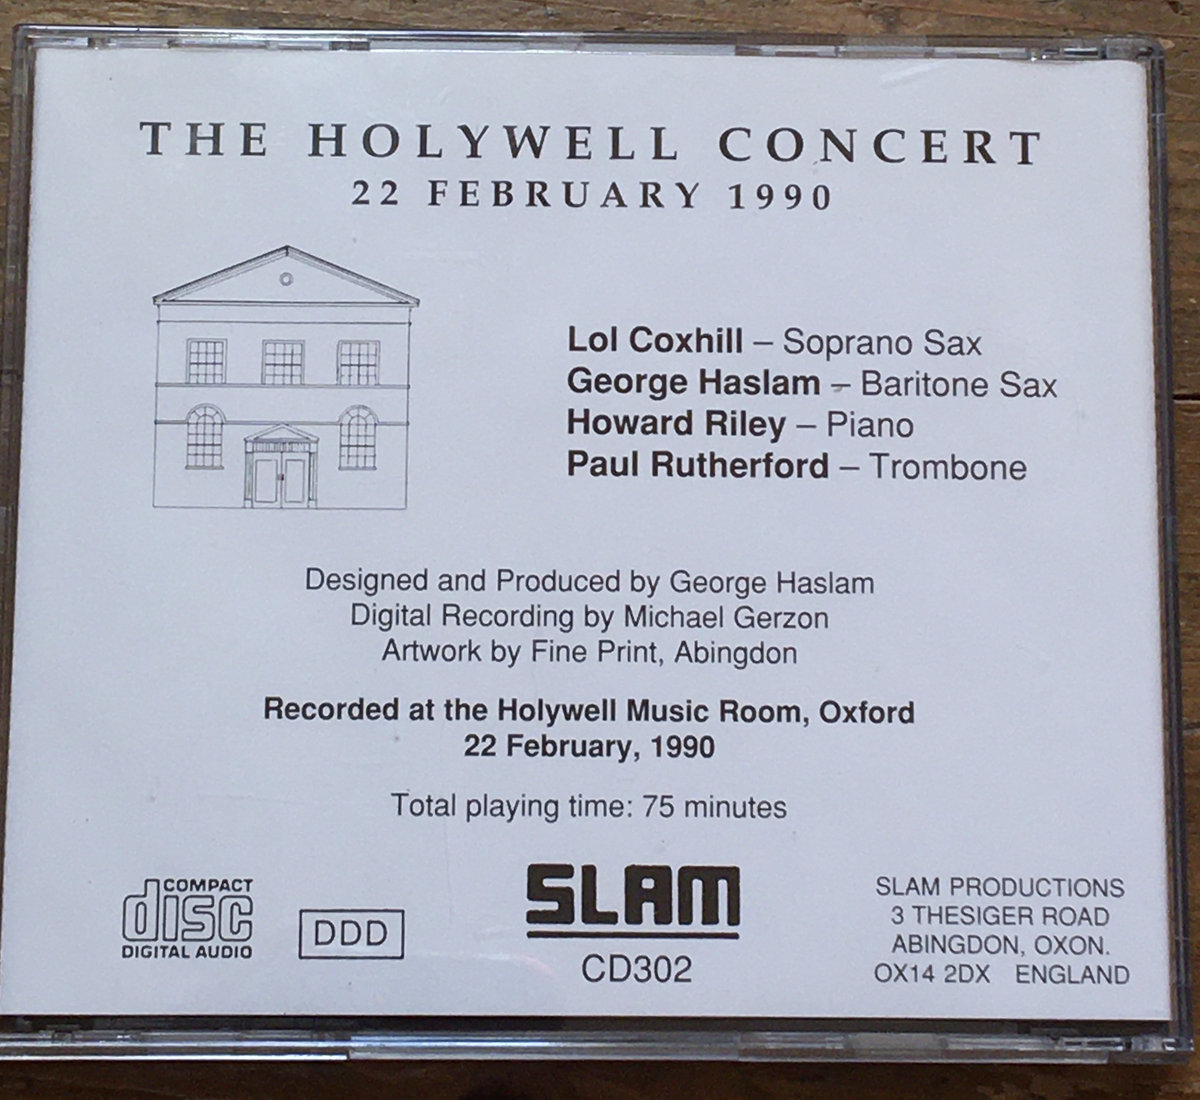 THE HOLYWELL CONCERT
22 FEBRUARY 1990
Lol Coxhill – Soprano Sax
George Haslam – Baritone Sax
Howard Riley – Piano
Paul Rutherford – Trombone
Designed and Produced by George Haslam
Digital Recording by Michael Gerzon
Artwork by Fine Print, Abingdon
Recorded at the Holywell Music Room, Oxford
22 February, 1990
Total playing time: 75 minutes
COMPACT
disc
DIGITAL AUDIO
DDD
SLAM
CD302
SLAM PRODUCTIONS
3 THESIGER ROAD
ABINGDON, OXON.
OX14 2DX ENGLAND